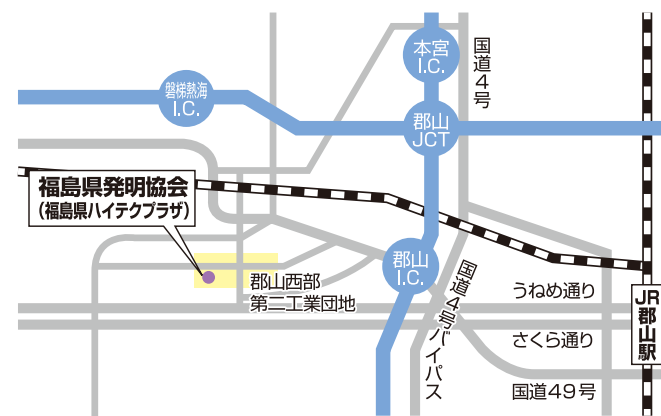 本宮
I.C.
国道4号
磐梯熱海
I.C.
郡山
JCT
福島県発明協会
（福島県ハイテクプラザ）
郡山
I.C.
郡山西部
第二工業団地
国道4号バイパス
うねめ通り
JR郡山駅
さくら通り
国道49号